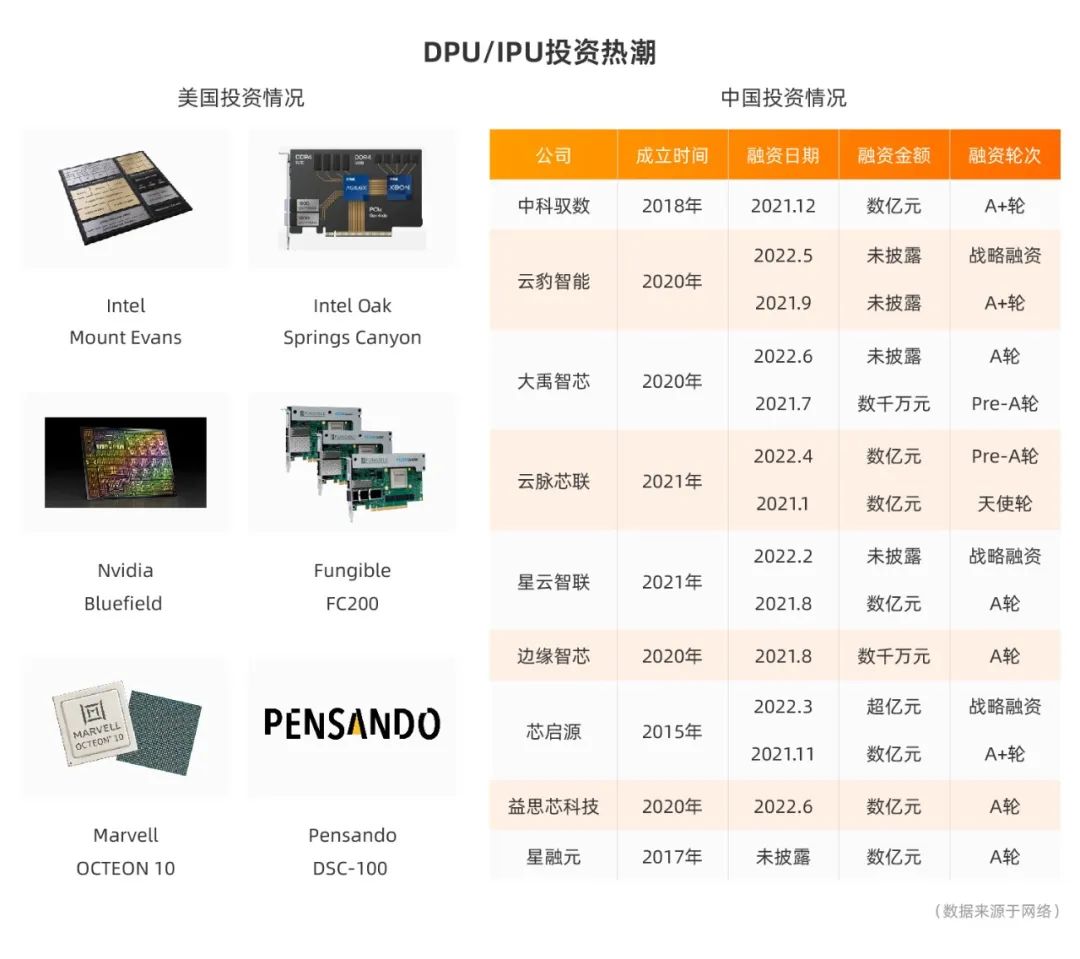 DPU/IPU投资热潮
美国投资情况
Intel
Mount Evans
Intel Oak
Springs Canyon
Nvidia
Bluefield
FUNGIBLE
FUNGIBLE
Fungible
FC200
MARVELL
OCTEON 10
Marvell
OCTEON 10
PENSANDO
Pensando
DSC-100
中国投资情况
公司 成立时间 融资日期 融资金额 融资轮次
中科驭数 2018年 2021.12 数亿元 A+轮
云豹智能 2020年 2022.5 未披露 战略融资
2021.9 未披露 A+轮
大禹智芯 2020年 2022.6 未披露 A轮
2021.7 数千万元 Pre-A轮
云脉芯联 2021年 2022.4 数亿元 Pre-A轮
2021.1 数亿元 天使轮
星云智联 2021年 2022.2 未披露 战略融资
2021.8 数亿元 A轮
边缘智芯 2020年 2021.8 数千万元 A轮
芯启源 2015年 2022.3 超亿元 战略融资
2021.11 数亿元 A+轮
益思芯科技 2020年 2022.6 数亿元 A轮
星融元 2017年 未披露 数亿元 A轮
(数据来源于网络)